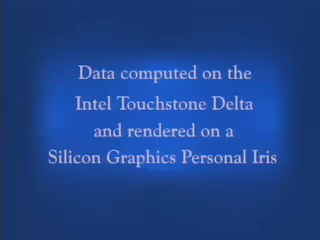 Data computed on the
Intel Touchstone Delta
and rendered on a
Silicon Graphics Personal Iris